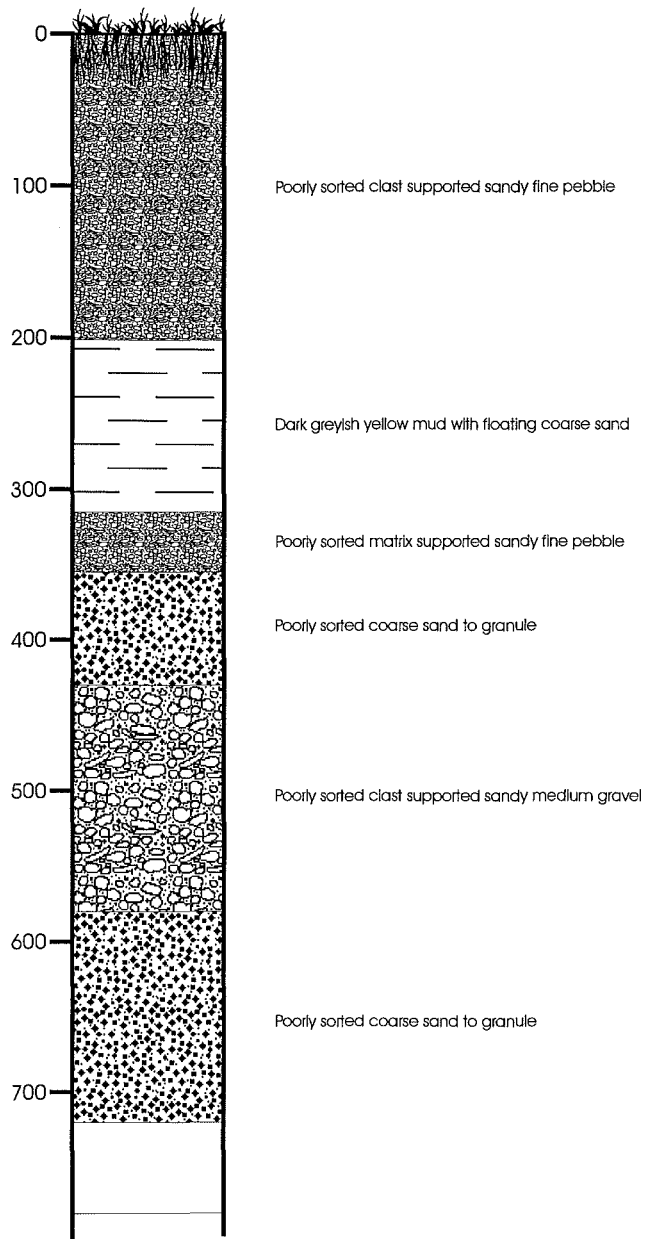 0
100
Poorly sorted clast supported sandy fine pebble
200
Dark greyish yellow mud with floating coarse sand
300
Poorly sorted matrix supported sandy fine pebble
Poorly sorted coarse sand to granule
400
500
Poorly sorted clast supported sandy medium gravel
600
Poorly sorted coarse sand to granule
700